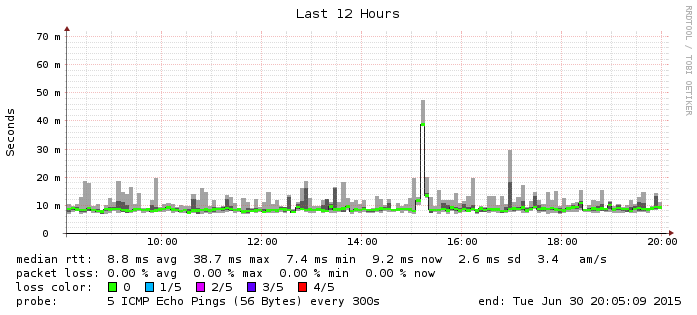 Last 12 Hours
RRDTOOL / TOBI OETIKER
Seconds
70 m
60 m
50 m
40 m
30 m
20 m
10 m
0
10:00 12:00 14:00 16:00 18:00 20:00
median rtt: 8.8 ms avg 38.7 ms max 7.4 ms min 9.2 ms now 2.6 ms sd 3.4 am/s
packet loss: 0.00 % avg 0.00 % max 0.00 % min 0.00 % now
loss color: 0 1/5 2/5 3/5 4/5
probe: 5 ICMP Echo Pings (56 Bytes) every 300s end: Tue Jun 30 20:05:09 2015